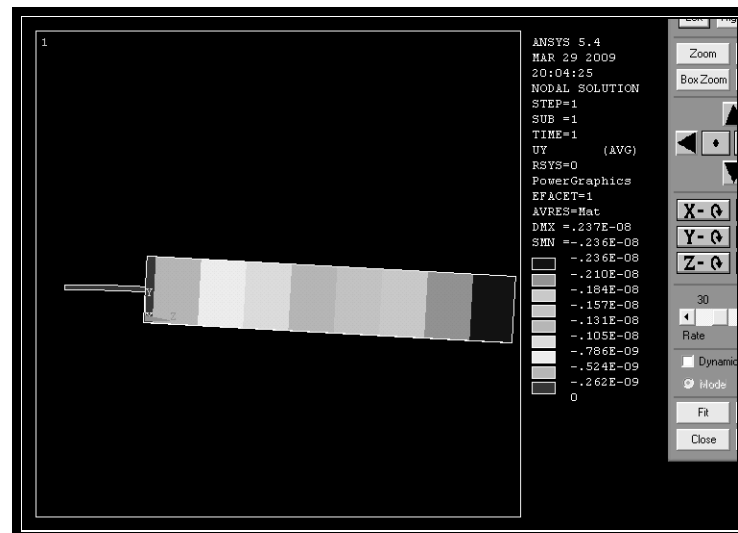 1
ANSYS 5.4
MAR 29 2009
20:04:25
NODAL SOLUTION
STEP=1
SUB =1
TIME=1
UY (AVG)
RSYS=0
PowerGraphics
EFACET=1
AVRES=Mat
DMX =.237E-08
SMN =-.236E-08
-.236E-08
-.210E-08
-.184E-08
-.157E-08
-.131E-08
-.105E-08
-.786E-09
-.524E-09
-.262E-09
0
Y
Z
Zoom
Box Zoom
X-
Y-
Z-
30
Rate
Dynamic
Model
Fit
Close